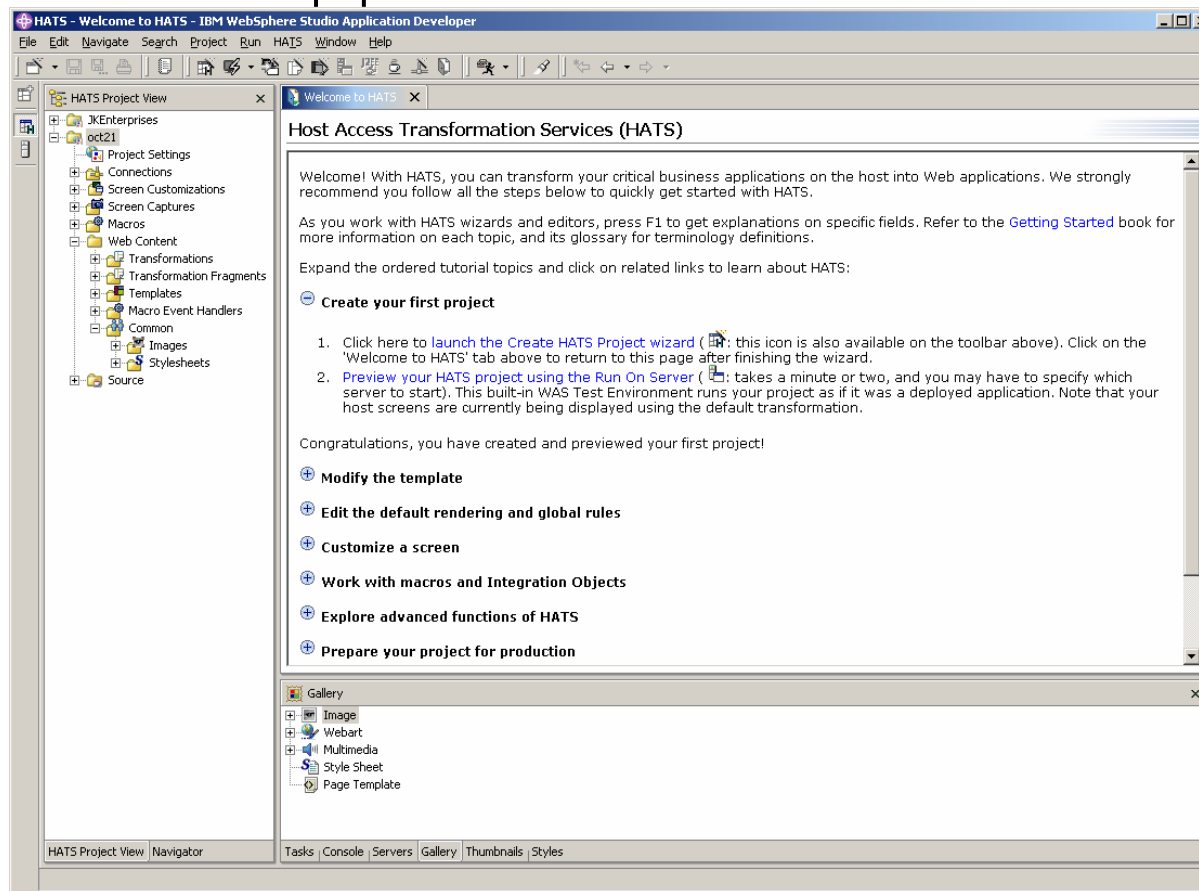 HATS - Welcome to HATS - IBM WebSphere Studio Application Developer
File Edit Navigate Search Project Run HATS Window Help
HATS Project View
Welcome to HATS
JKEnterprises
oct21
Project Settings
Connections
Screen Customizations
Screen Captures
Macros
Web Content
Transformations
Transformation Fragments
Templates
Macro Event Handlers
Common
Images
Stylesheets
Source
Host Access Transformation Services (HATS)
Welcome! With HATS, you can transform your critical business applications on the host into Web applications. We strongly
recommend you follow all the steps below to quickly get started with HATS.
As you work with HATS wizards and editors, press F1 to get explanations on specific fields. Refer to the Getting Started book for
more information on each topic, and its glossary for terminology definitions.
Expand the ordered tutorial topics and click on related links to learn about HATS:
Create your first project
1. Click here to launch the Create HATS Project wizard ( : this icon is also available on the toolbar above). Click on the
'Welcome to HATS' tab above to return to this page after finishing the wizard.
2. Preview your HATS project using the Run On Server ( : takes a minute or two, and you may have to specify which
server to start). This built-in WAS Test Environment runs your project as if it was a deployed application. Note that your
host screens are currently being displayed using the default transformation.
Congratulations, you have created and previewed your first project!
Modify the template
Edit the default rendering and global rules
Customize a screen
Work with macros and Integration Objects
Explore advanced functions of HATS
Prepare your project for production
Gallery
Image
Webart
Multimedia
Style Sheet
Page Template
HATS Project View Navigator
Tasks Console Servers Gallery Thumbnails Styles